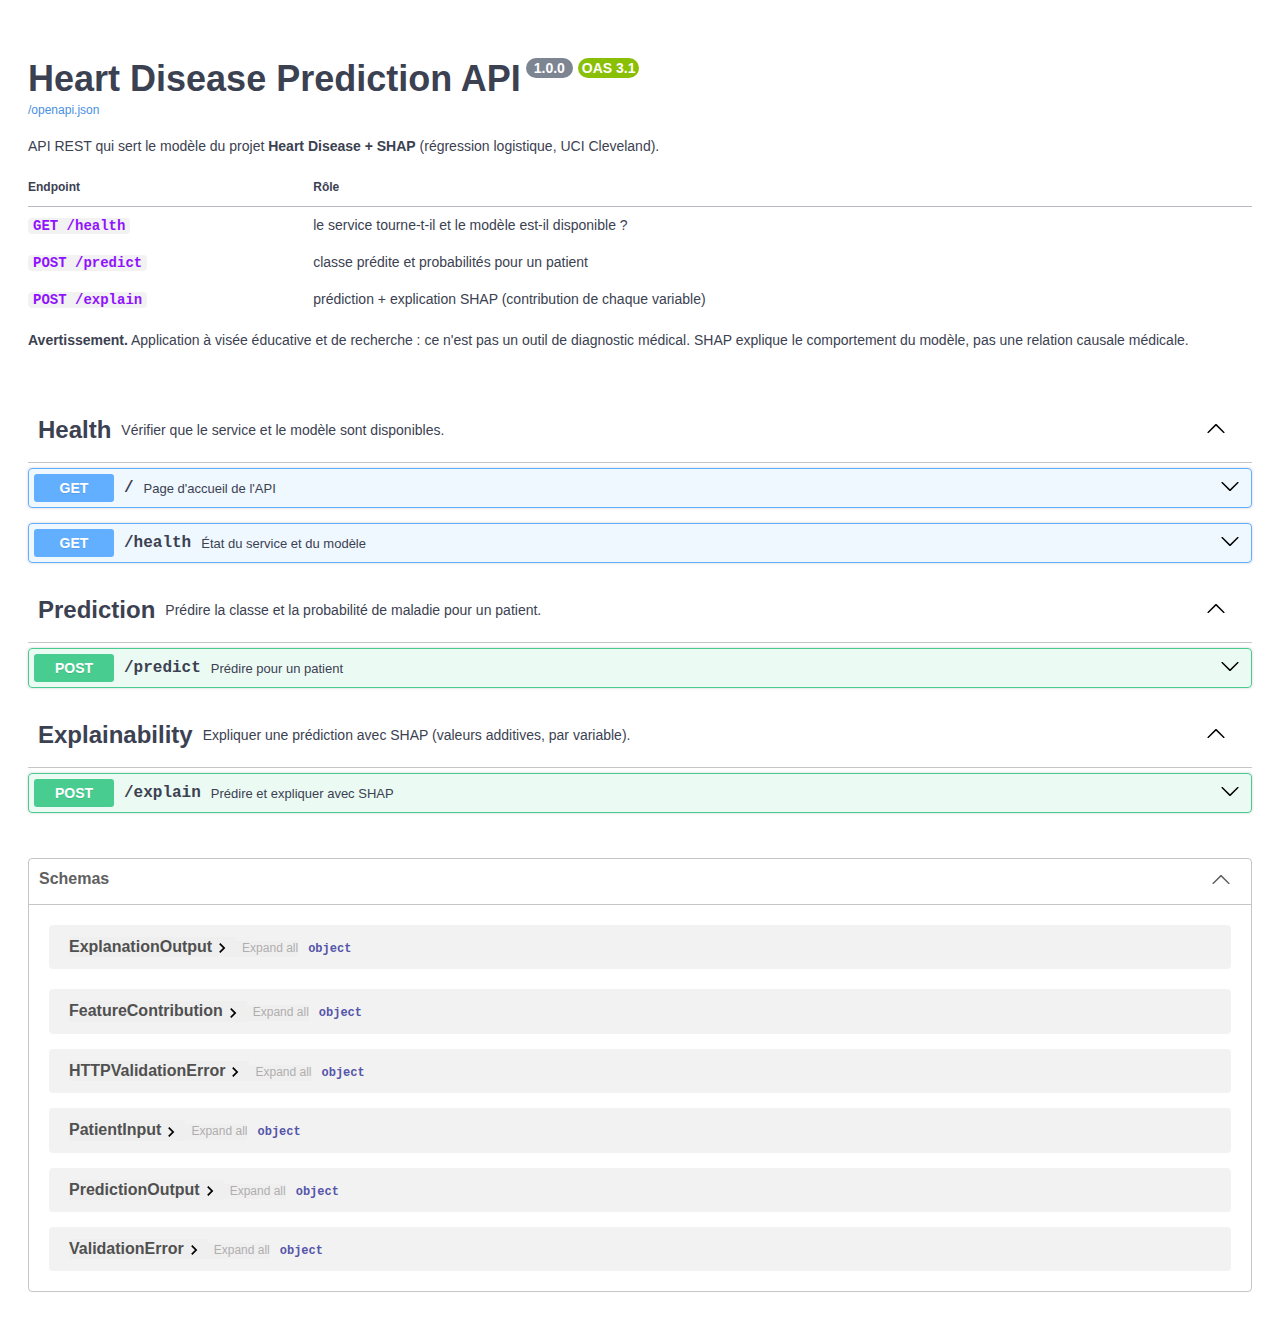 Heart Disease Prediction API 1.0.0 OAS 3.1
/openapi.json
API REST qui sert le modèle du projet Heart Disease + SHAP (régression logistique, UCI Cleveland).
Endpoint Rôle
GET /health le service tourne-t-il et le modèle est-il disponible ?
POST /predict classe prédite et probabilités pour un patient
POST /explain prédiction + explication SHAP (contribution de chaque variable)
Avertissement. Application à visée éducative et de recherche : ce n'est pas un outil de diagnostic médical. SHAP explique le comportement du modèle, pas une relation causale médicale.
Health Vérifier que le service et le modèle sont disponibles.
GET / Page d'accueil de l'API
GET /health État du service et du modèle
Prediction Prédire la classe et la probabilité de maladie pour un patient.
POST /predict Prédire pour un patient
Explainability Expliquer une prédiction avec SHAP (valeurs additives, par variable).
POST /explain Prédire et expliquer avec SHAP
Schemas
ExplanationOutput Expand all object
FeatureContribution Expand all object
HTTPValidationError Expand all object
PatientInput Expand all object
PredictionOutput Expand all object
ValidationError Expand all object